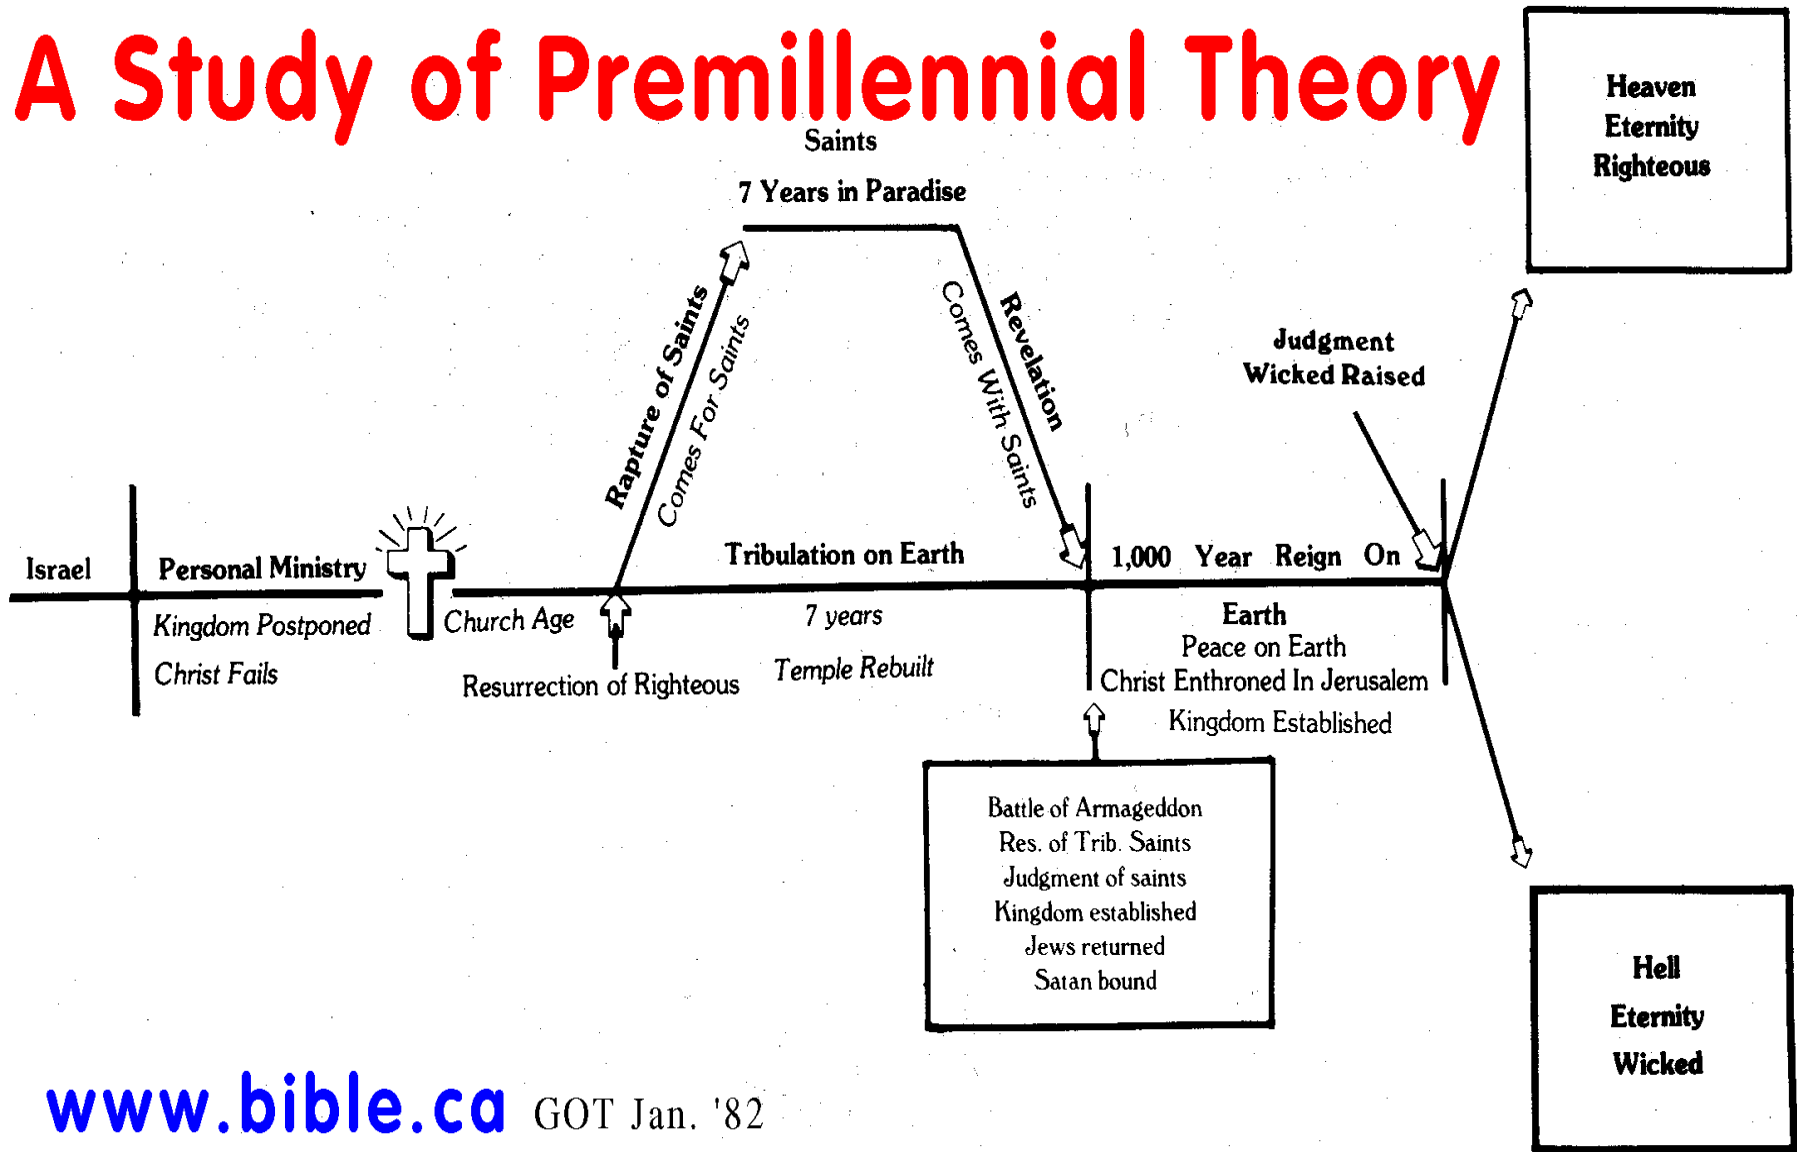 A Study of Premillennial Theory
Saints
7 Years in Paradise
Heaven
Eternity
Righteous
Rapture of Saints
Comes For Saints
Revelation
Comes With Saints
Judgment
Wicked Raised
Israel
Personal Ministry
Kingdom Postponed
Christ Fails
Church Age
Resurrection of Righteous
Tribulation on Earth
7 years
Temple Rebuilt
1,000 Year Reign On
Earth
Peace on Earth
Christ Enthroned In Jerusalem
Kingdom Established
Battle of Armageddon
Res. of Trib. Saints
Judgment of saints
Kingdom established
Jews returned
Satan bound
Hell
Eternity
Wicked
www.bible.ca GOT Jan. '82